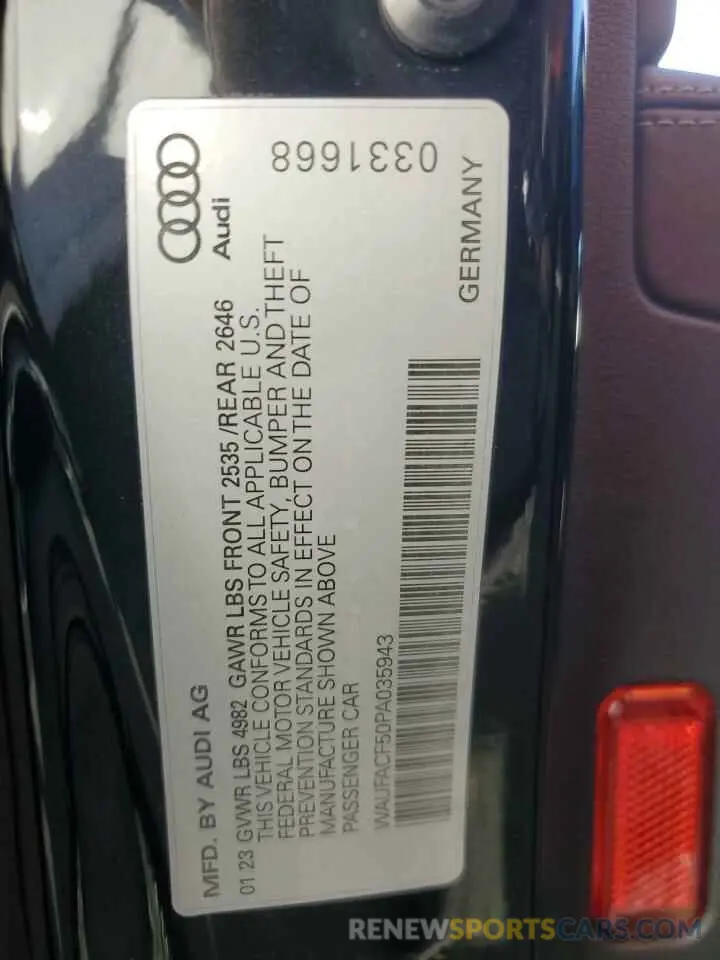 MFD. BY AUDI AG
Audi
01 23 GVWR LBS 4982 GAWR LBS FRONT 2535 /REAR 2646
THIS VEHICLE CONFORMS TO ALL APPLICABLE U.S.
FEDERAL MOTOR VEHICLE SAFETY, BUMPER AND THEFT
PREVENTION STANDARDS IN EFFECT ON THE DATE OF
MANUFACTURE SHOWN ABOVE
PASSENGER CAR
WAUFACF50PA035943
GERMANY
0331668
RENEWSPORTSCARS.COM